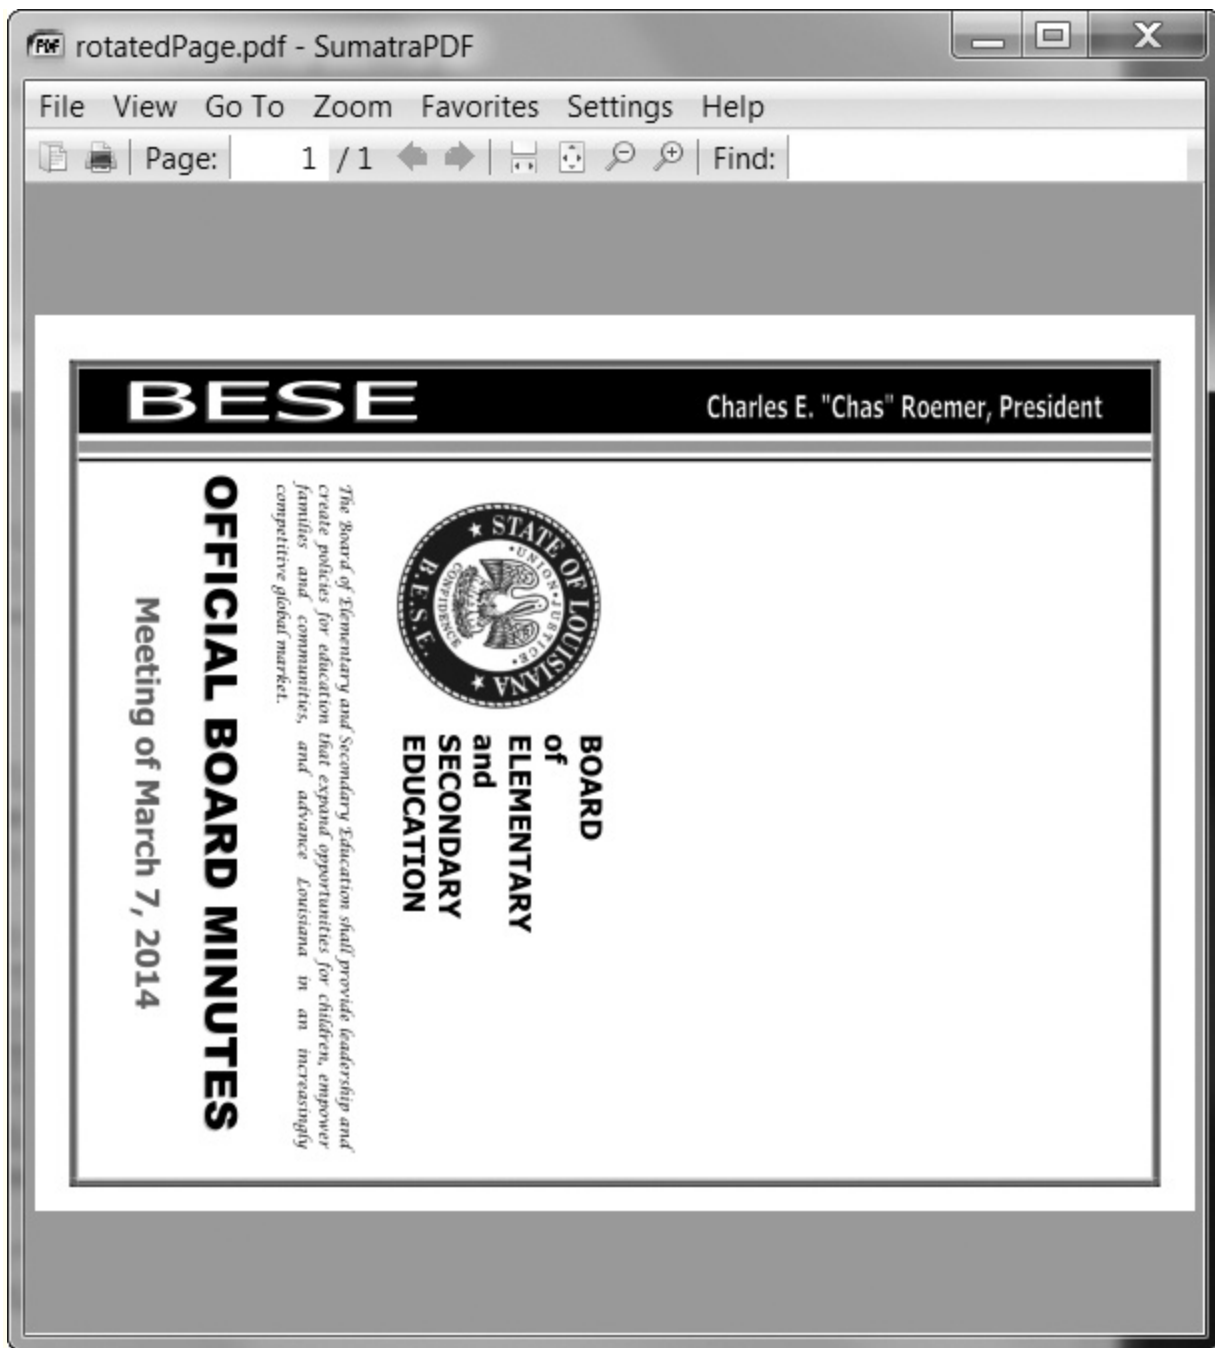 rotatedPage.pdf - SumatraPDF
File View Go To Zoom Favorites Settings Help
Page: 1 / 1 Find:
BESE
Charles E. "Chas" Roemer, President
BOARD
of
ELEMENTARY
and
SECONDARY
EDUCATION
STATE OF LOUISIANA
UNION JUSTICE
CONFIDENCE
B.E.S.E.
The Board of Elementary and Secondary Education shall provide leadership and
create policies for education that expand opportunities for children, empower
families and communities, and advance Louisiana in an increasingly
competitive global market.
OFFICIAL BOARD MINUTES
Meeting of March 7, 2014